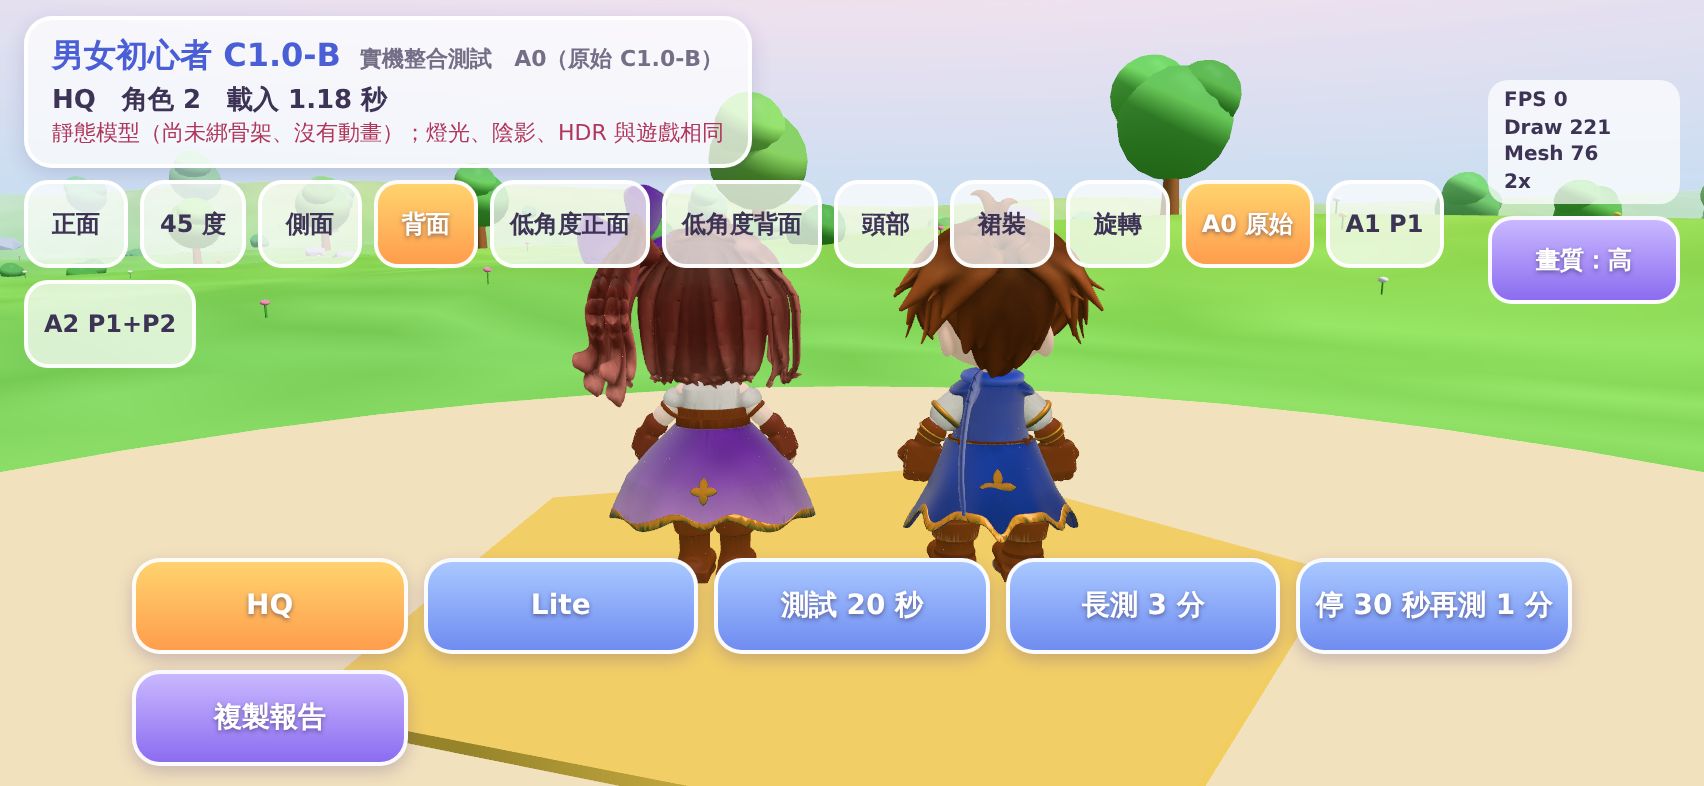 男女初心者 C1.0-B 實機整合測試 A0（原始 C1.0-B）
HQ 角色 2 載入 1.18 秒
靜態模型（尚未綁骨架、沒有動畫）；燈光、陰影、HDR 與遊戲相同
FPS 0
Draw 221
Mesh 76
2x
正面
45 度
側面
背面
低角度正面
低角度背面
頭部
裙裝
旋轉
A0 原始
A1 P1
畫質：高
A2 P1+P2
HQ
Lite
測試 20 秒
長測 3 分
停 30 秒再測 1 分
複製報告